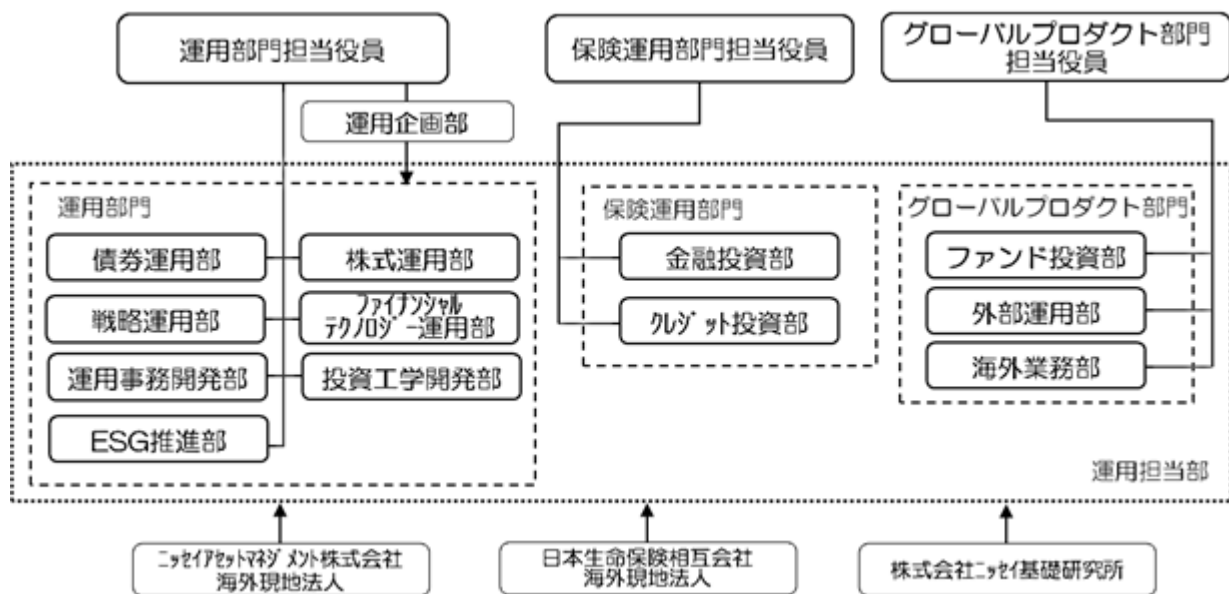 運用部門担当役員
保険運用部門担当役員
グローバルプロダクト部門
担当役員
運用企画部
運用部門
債券運用部
株式運用部
戦略運用部
ファイナンシャル
テクノロジー運用部
運用事務開発部
投資工学開発部
ESG推進部
保険運用部門
金融投資部
クレジット投資部
グローバルプロダクト部門
ファンド投資部
外部運用部
海外業務部
運用担当部
ニッセイアセットマネジメント株式会社
海外現地法人
日本生命保険相互会社
海外現地法人
株式会社ニッセイ基礎研究所